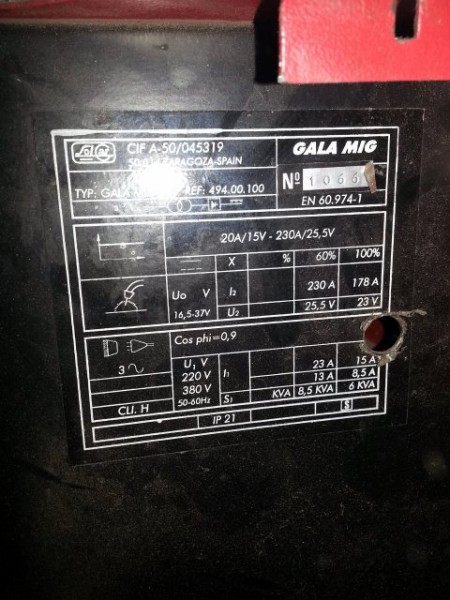 Solter
CIF A-50/045319
GALA MIG
50.014 ZARAGOZA-SPAIN
TYP: GALA REF: 494.00.100
Nº 1066
EN 60.974-1
20A/15V - 230A/25,5V
X % 60% 100%
Uo V I2 230 A 178 A
16,5-37V U2 25,5 V 23 V
Cos phi=0,9
3~ U1 V
220 V I1 23 A 15 A
380 V 13 A 8,5 A
50-60Hz S1 KVA 8,5 KVA 6 KVA
Cll. H
IP 21 S